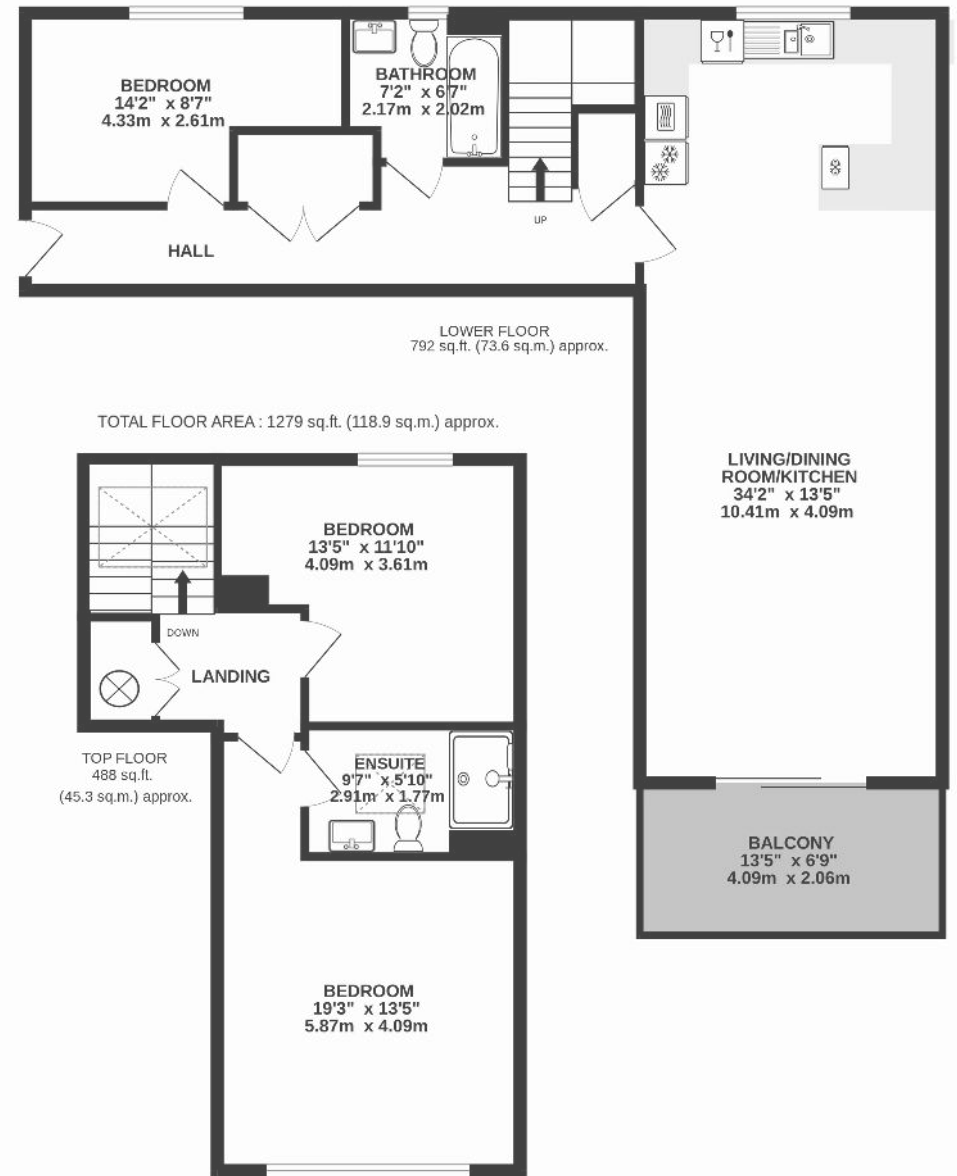 BEDROOM
14'2" x 8'7"
4.33m x 2.61m
BATHROOM
7'2" x 6'7"
2.17m x 2.02m
UP
HALL
LOWER FLOOR
792 sq.ft. (73.6 sq.m.) approx.
TOTAL FLOOR AREA : 1279 sq.ft. (118.9 sq.m.) approx.
LIVING/DINING
ROOM/KITCHEN
34'2" x 13'5"
10.41m x 4.09m
BEDROOM
13'5" x 11'10"
4.09m x 3.61m
DOWN
LANDING
TOP FLOOR
488 sq.ft.
(45.3 sq.m.) approx.
ENSUITE
9'7" x 5'10"
2.91m x 1.77m
BALCONY
13'5" x 6'9"
4.09m x 2.06m
BEDROOM
19'3" x 13'5"
5.87m x 4.09m